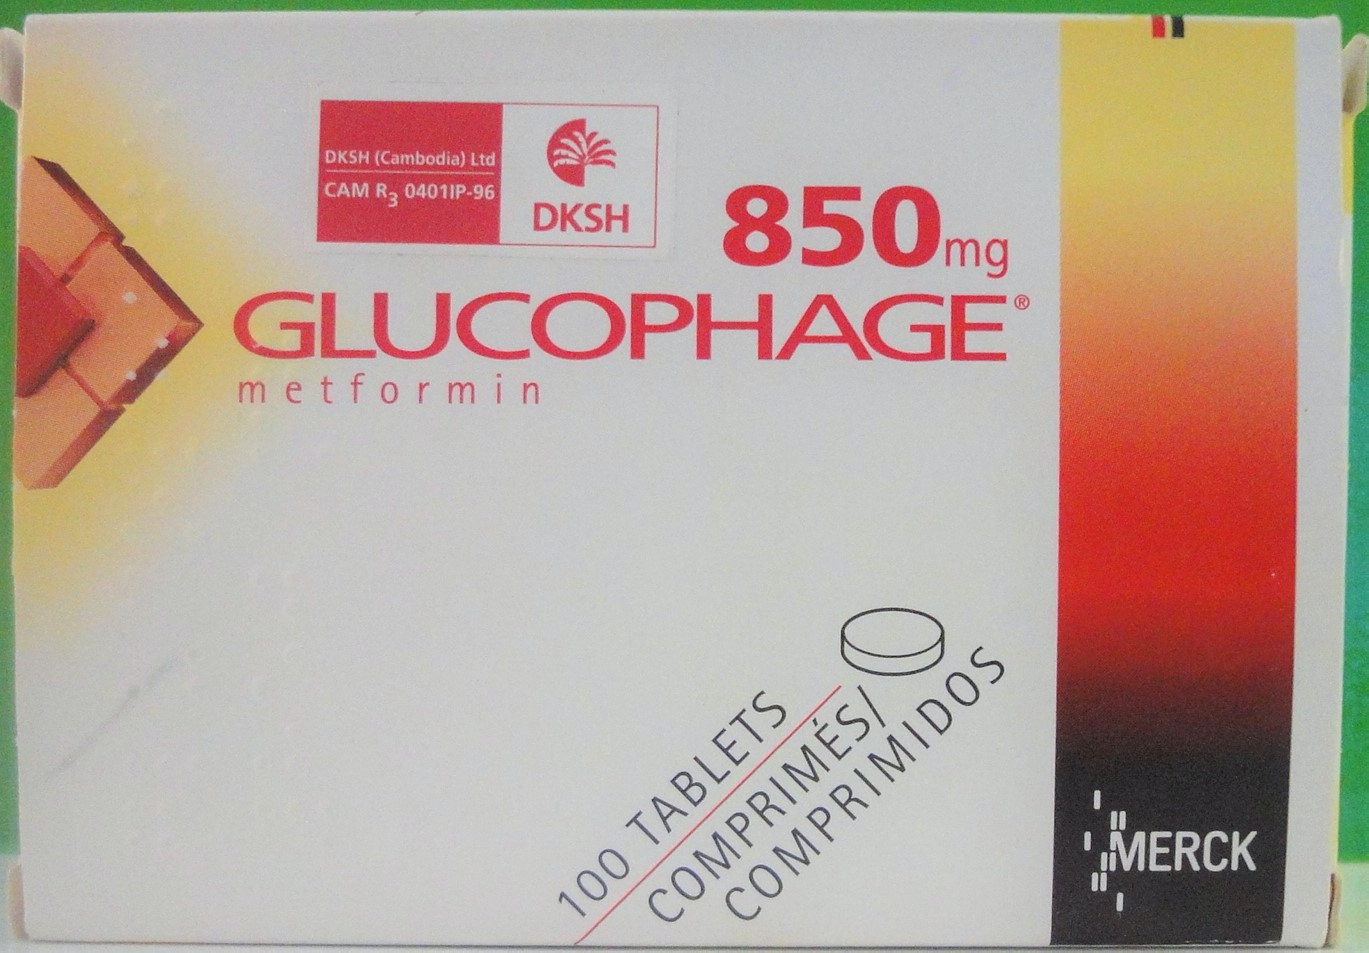 DKSH (Cambodia) Ltd
CAM R3 0401IP-96
DKSH
850mg
GLUCOPHAGE®
metformin
100 TABLETS
COMPRIMÉS/
COMPRIMIDOS
MERCK